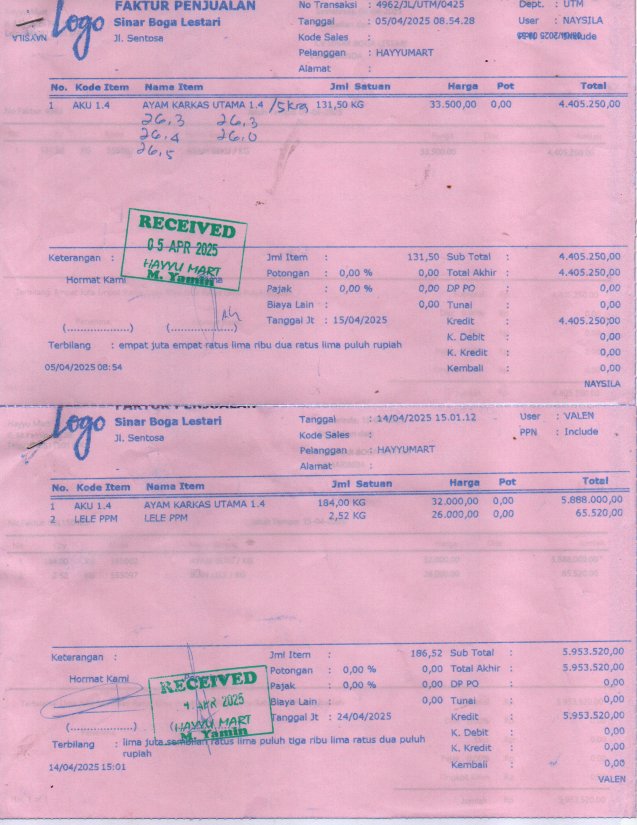 FAKTUR PENJUALAN
Sinar Boga Lestari
Jl. Sentosa
Logo
NAYSILA
No Transaksi : 4962/JL/UTM/0425
Tanggal : 05/04/2025 08.54.28
Kode Sales :
Pelanggan : HAYYUMART
Alamat :
Dept. : UTM
User : NAYSILA
Include
No. Kode Item Nama Item Jml Satuan Harga Pot Total
1 AKU 1.4 AYAM KARKAS UTAMA 1.4 /5krg 131,50 KG 33.500,00 0,00 4.405.250,00
26,3 26,3
26,4 26,0
26,5
RECEIVED
05 APR 2025
HAYYU MART
M. Yamin
Keterangan :
Hormat Kami
(....................) (....................)
Jml Item : 131,50 Sub Total : 4.405.250,00
Potongan : 0,00 % 0,00 Total Akhir : 4.405.250,00
Pajak : 0,00 % 0,00 DP PO : 0,00
Biaya Lain : 0,00 Tunai : 0,00
Tanggal Jt : 15/04/2025 Kredit : 4.405.250,00
K. Debit : 0,00
K. Kredit : 0,00
Kembali : 0,00
Terbilang : empat juta empat ratus lima ribu dua ratus lima puluh rupiah
05/04/2025 08:54
NAYSILA
FAKTUR PENJUALAN
Logo
Sinar Boga Lestari
Jl. Sentosa
Tanggal : 14/04/2025 15.01.12
Kode Sales :
Pelanggan : HAYYUMART
Alamat :
User : VALEN
PPN : Include
No. Kode Item Nama Item Jml Satuan Harga Pot Total
1 AKU 1.4 AYAM KARKAS UTAMA 1.4 184,00 KG 32.000,00 0,00 5.888.000,00
2 LELE PPM LELE PPM 2,52 KG 26.000,00 0,00 65.520,00
Keterangan :
Hormat Kami
(....................)
RECEIVED
APR 2025
HAYYU MART
M. Yamin
Jml Item : 186,52 Sub Total : 5.953.520,00
Potongan : 0,00 % 0,00 Total Akhir : 5.953.520,00
Pajak : 0,00 % 0,00 DP PO : 0,00
Biaya Lain : 0,00 Tunai : 0,00
Tanggal Jt : 24/04/2025 Kredit : 5.953.520,00
K. Debit : 0,00
K. Kredit : 0,00
Kembali : 0,00
Terbilang : lima juta sembilan ratus lima puluh tiga ribu lima ratus dua puluh
rupiah
14/04/2025 15:01
VALEN